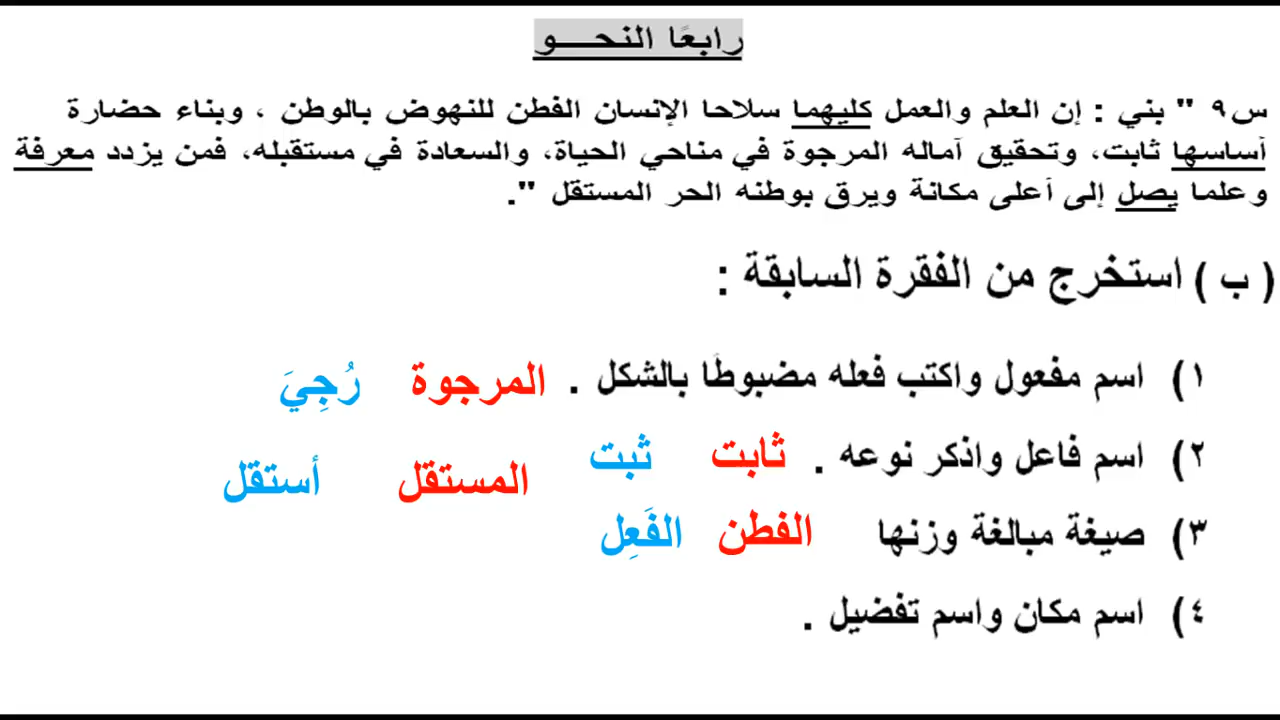 رابعًا النحـــــو
س٩ " بني : إن العلم والعمل كليهما سلاحا الإنسان الفطن للنهوض بالوطن ، وبناء حضارة
أساسها ثابت، وتحقيق آماله المرجوة في مناحي الحياة، والسعادة في مستقبله، فمن يزدد معرفة
وعلما يصل إلى أعلى مكانة ويرق بوطنه الحر المستقل ".
( ب ) استخرج من الفقرة السابقة :
١) اسم مفعول واكتب فعله مضبوطًا بالشكل . المرجوة رُجِيَ
٢) اسم فاعل واذكر نوعه . ثابت ثبت
المستقل أستقل
٣) صيغة مبالغة وزنها الفطن الفَعِل
٤) اسم مكان واسم تفضيل .